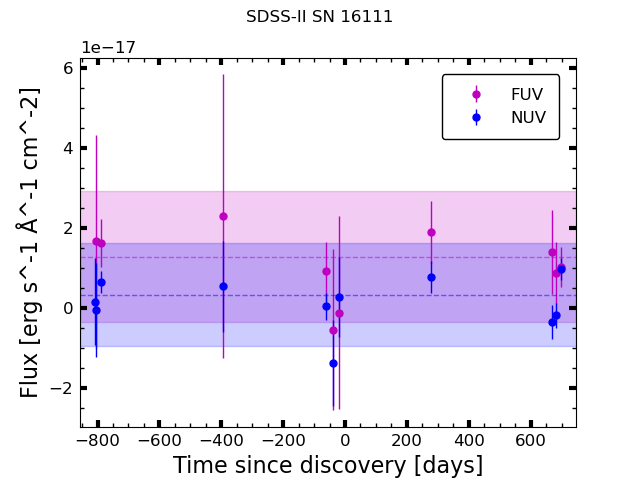 SDSS-II SN 16111
1e−17
6
4
2
0
−2
Flux [erg s^-1 Å^-1 cm^-2]
FUV
NUV
−800 −600 −400 −200 0 200 400 600
Time since discovery [days]